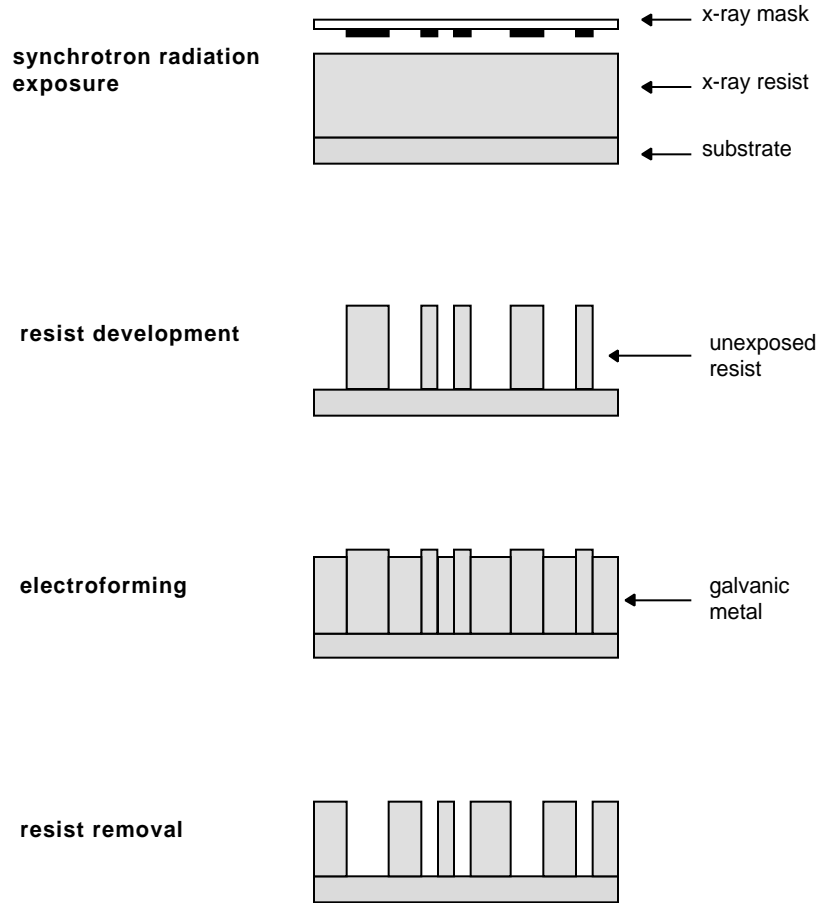 x-ray mask
synchrotron radiation
exposure
x-ray resist
substrate
resist development
unexposed
resist
electroforming
galvanic
metal
resist removal